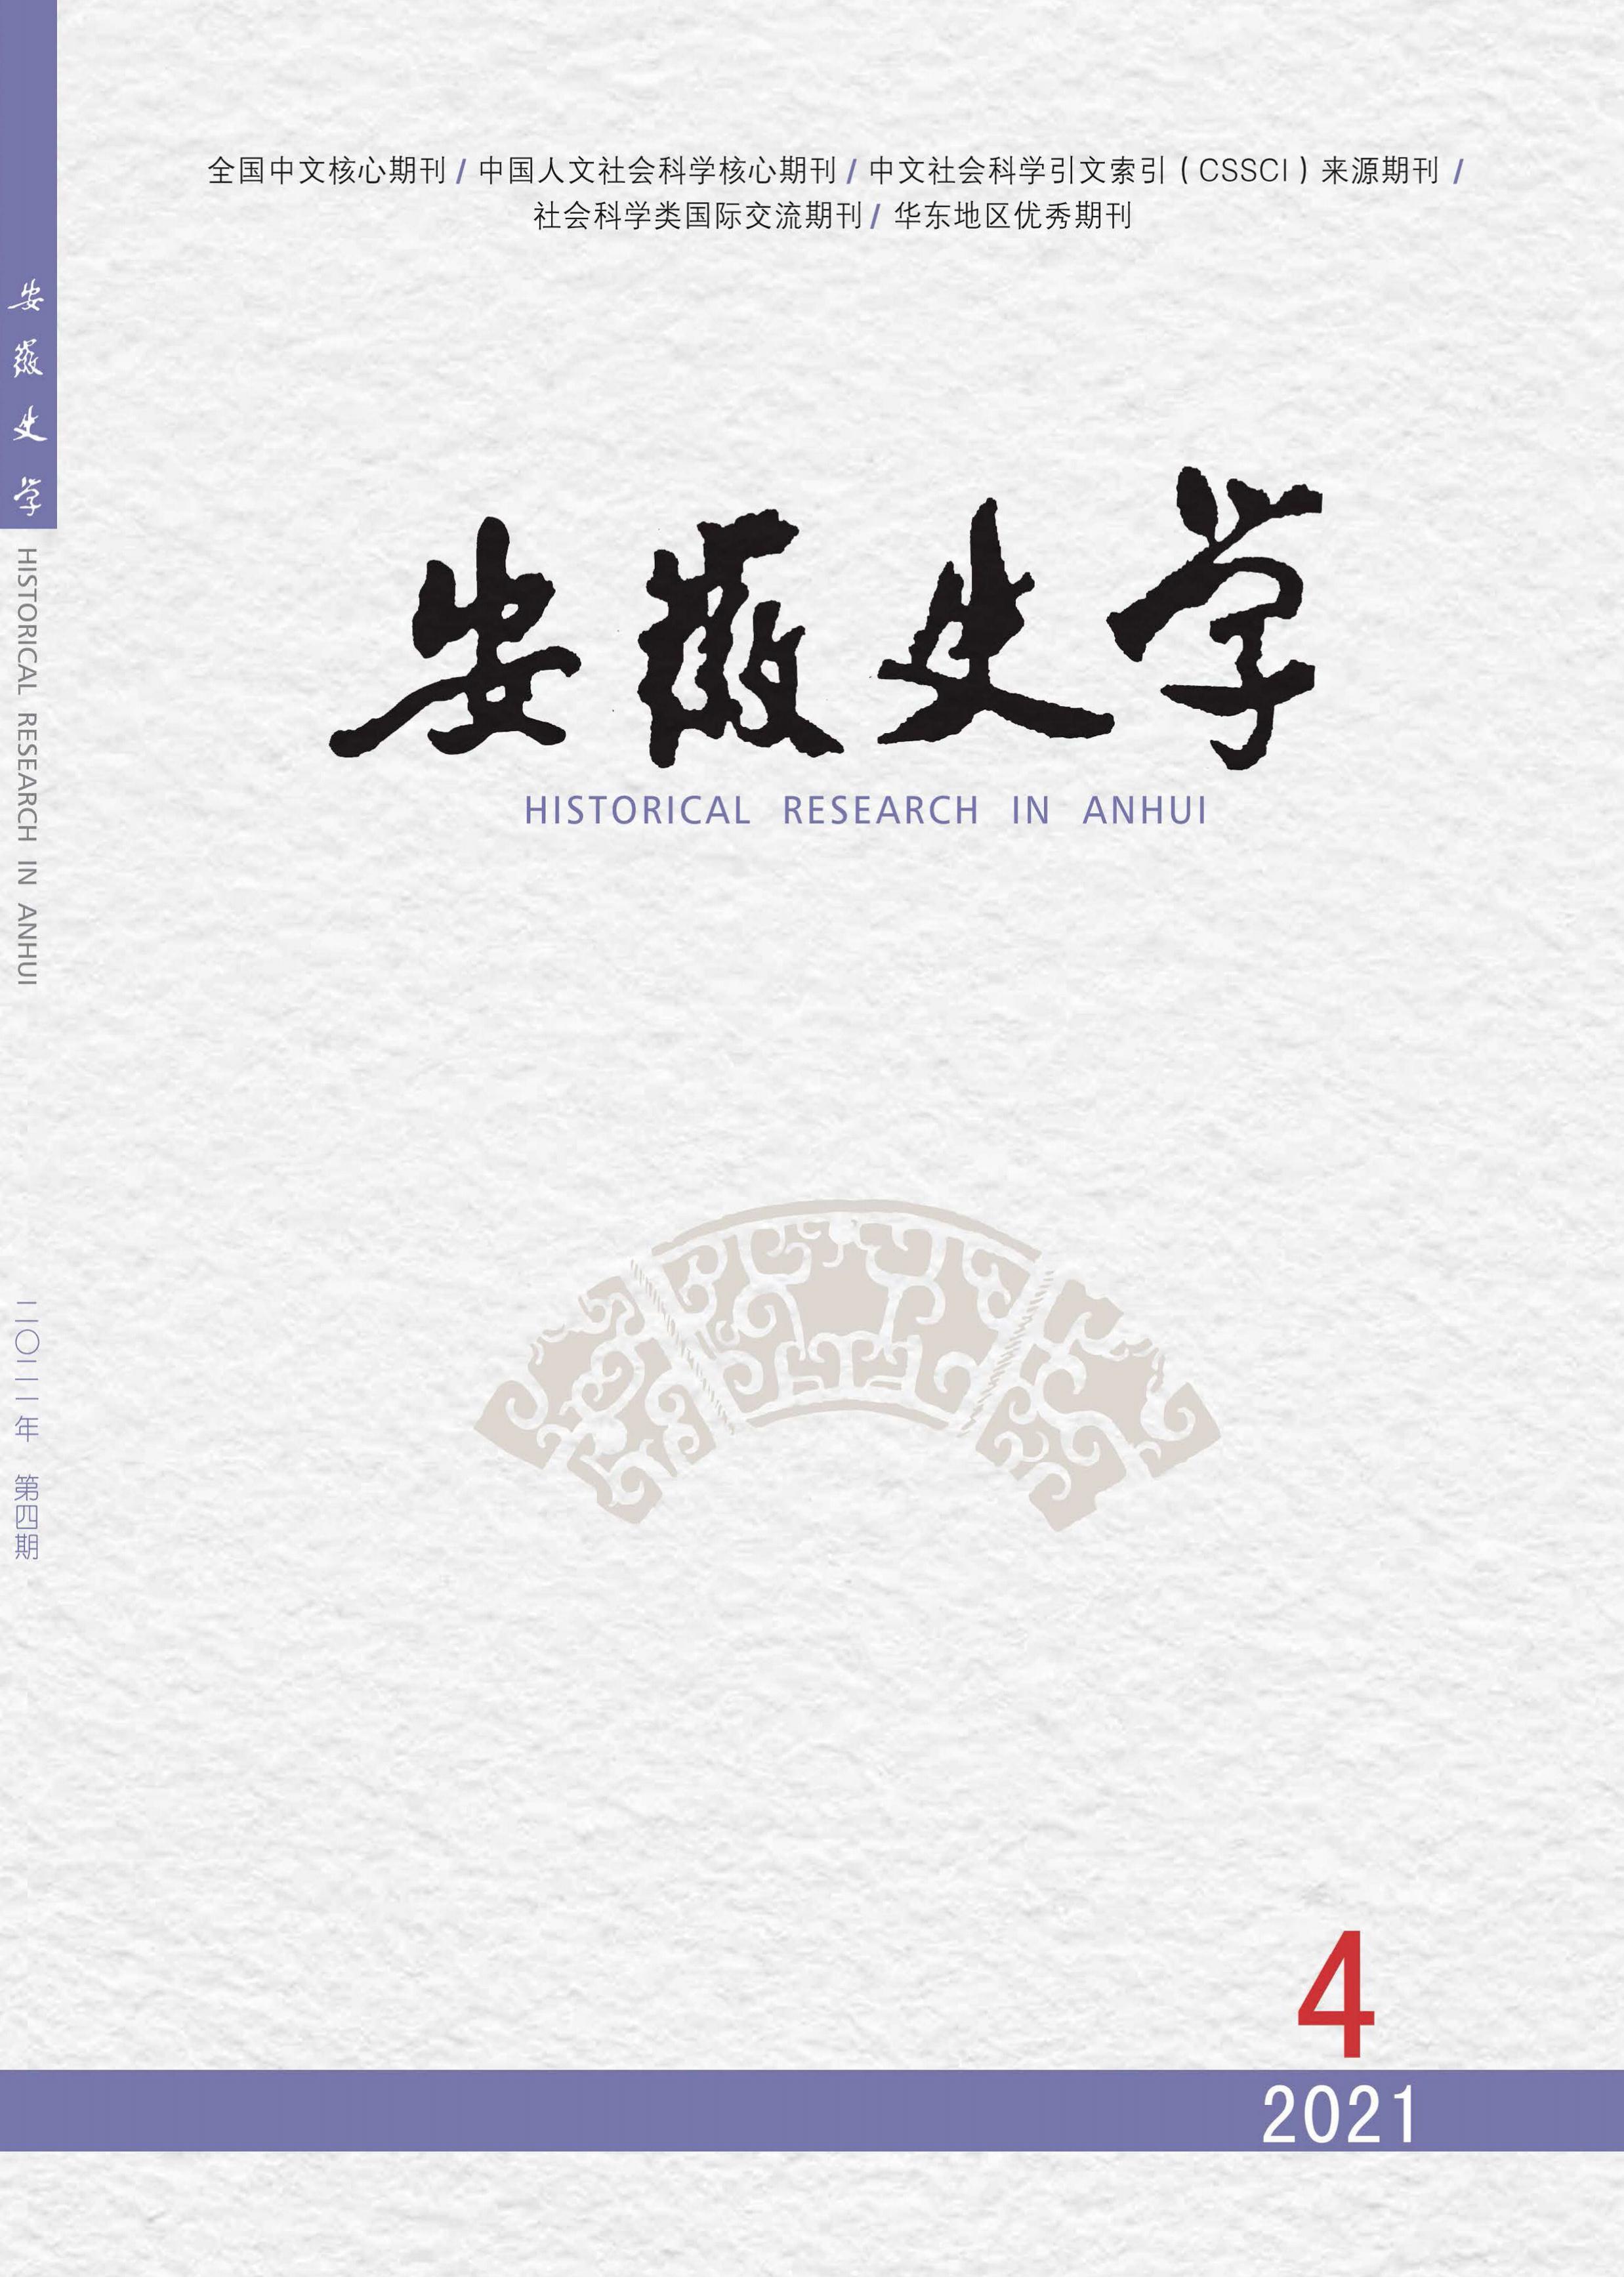 全国中文核心期刊 / 中国人文社会科学核心期刊 / 中文社会科学引文索引（CSSCI）来源期刊 /
社会科学类国际交流期刊 / 华东地区优秀期刊
安徽史学
HISTORICAL RESEARCH IN ANHUI
4
2021
安徽史学
HISTORICAL RESEARCH IN ANHUI
二〇二一年 第四期